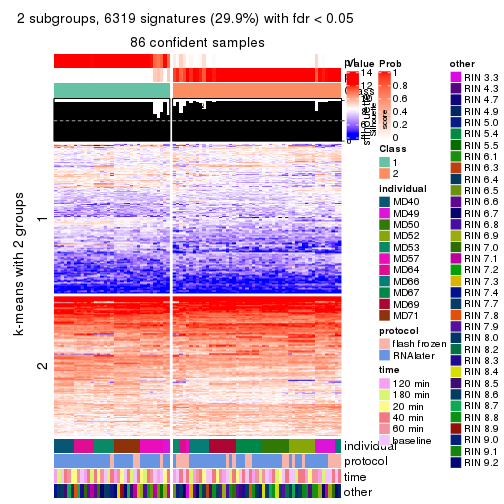 2 subgroups, 6319 signatures (29.9%) with fdr < 0.05
86 confident samples
k-means with 2 groups
1
2
Class
Silhouette
score
individual
protocol
time
other
Value
14
Prob
1
0.8
0.6
0.4
0.2
0
Class
1
2
individual
MD40
MD49
MD50
MD52
MD53
MD57
MD64
MD66
MD67
MD69
MD71
protocol
flash frozen
RNAlater
time
120 min
180 min
20 min
40 min
60 min
baseline
other
RIN 3.3
RIN 4.3
RIN 4.7
RIN 4.9
RIN 5.0
RIN 5.4
RIN 5.5
RIN 6.1
RIN 6.3
RIN 6.4
RIN 6.5
RIN 6.6
RIN 6.7
RIN 6.8
RIN 6.9
RIN 7.0
RIN 7.1
RIN 7.2
RIN 7.3
RIN 7.4
RIN 7.7
RIN 7.8
RIN 7.9
RIN 8.0
RIN 8.2
RIN 8.3
RIN 8.4
RIN 8.5
RIN 8.6
RIN 8.7
RIN 8.8
RIN 8.9
RIN 9.0
RIN 9.1
RIN 9.2